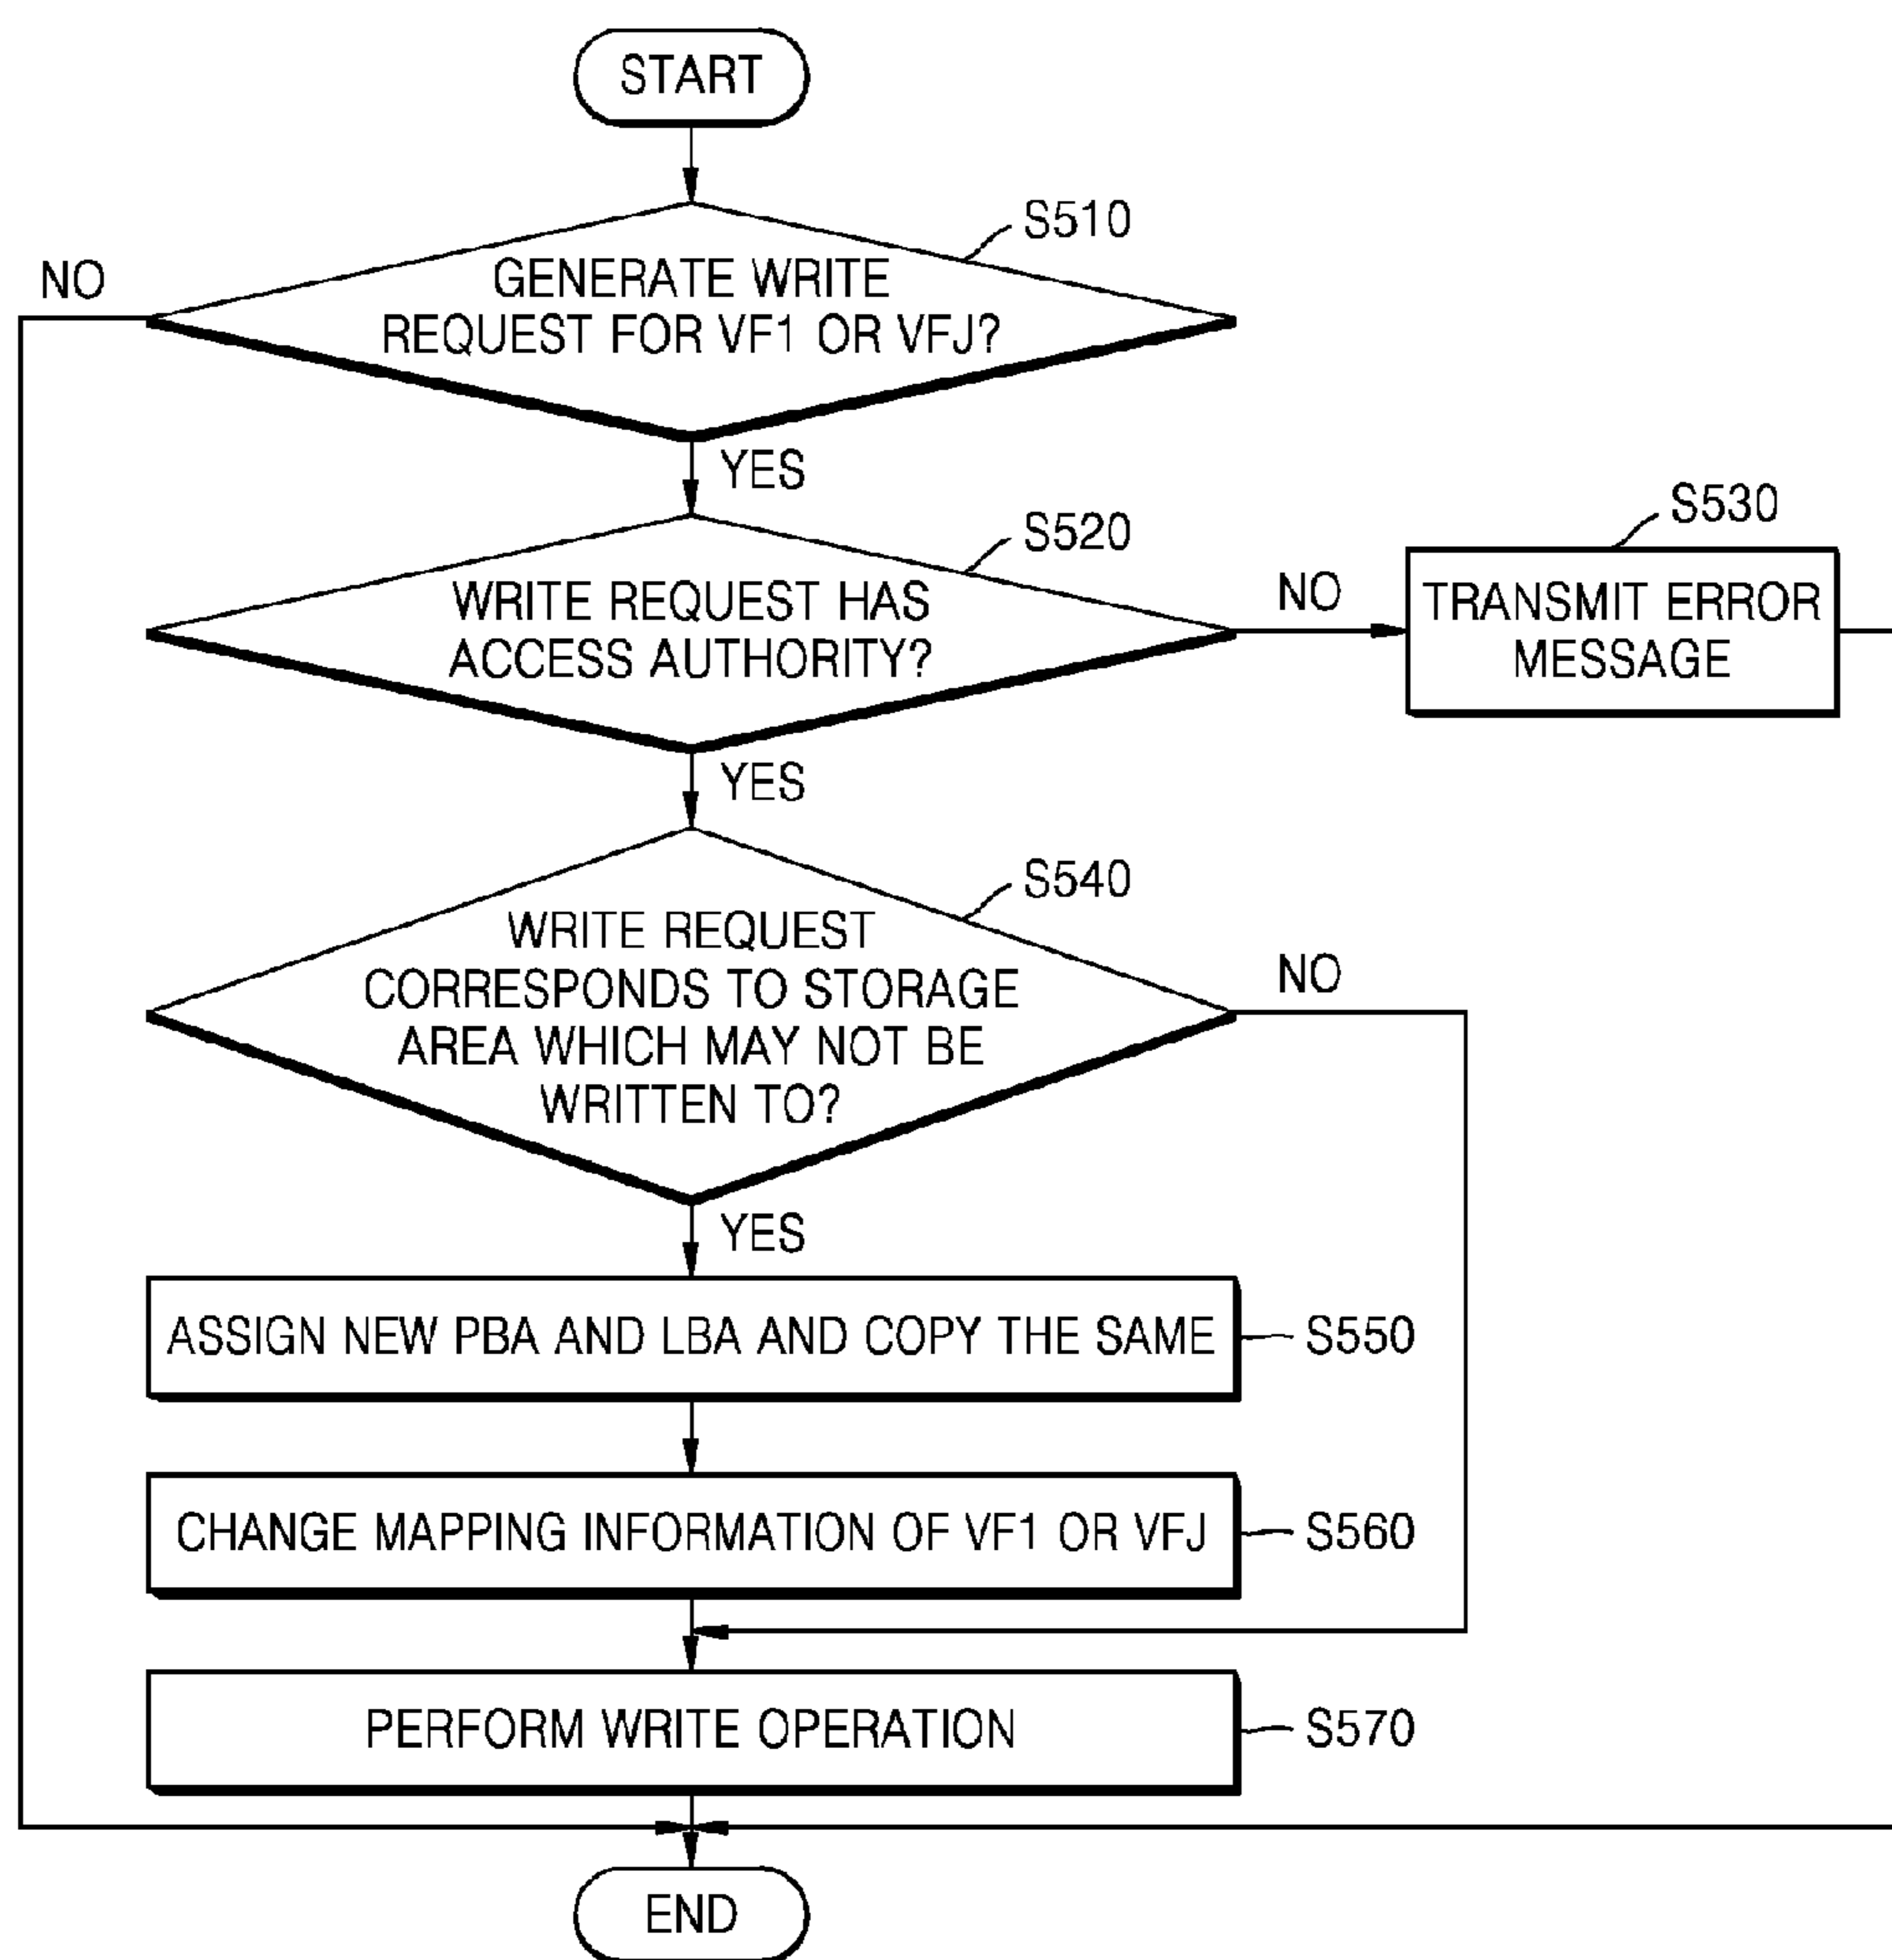 START
S510
NO
GENERATE WRITE
REQUEST FOR VF1 OR VFJ?
YES
S530
S520
WRITE REQUEST HAS
ACCESS AUTHORITY?
NO
TRANSMIT ERROR
MESSAGE
YES
S540
WRITE REQUEST
CORRESPONDS TO STORAGE
AREA WHICH MAY NOT BE
WRITTEN TO?
NO
YES
ASSIGN NEW PBA AND LBA AND COPY THE SAME
S550
CHANGE MAPPING INFORMATION OF VF1 OR VFJ
S560
PERFORM WRITE OPERATION
S570
END